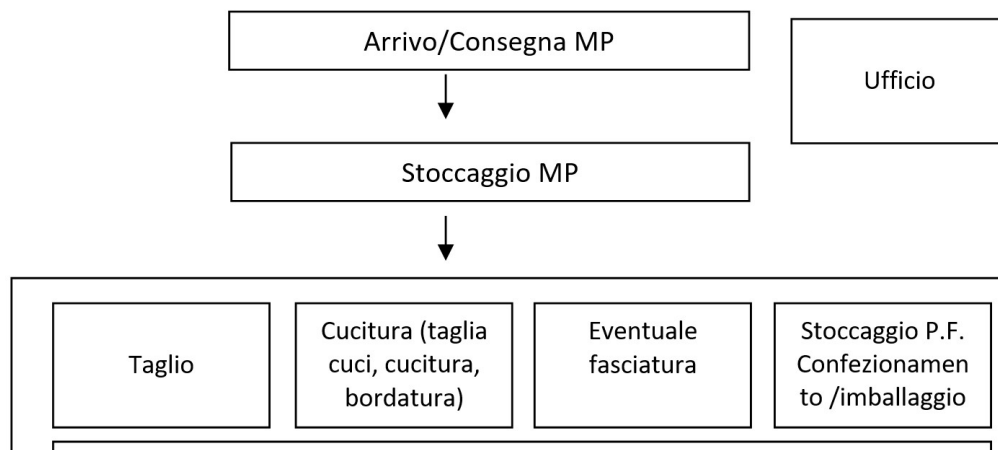 Arrivo/Consegna MP
Ufficio
Stoccaggio MP
Taglio
Cucitura (taglia
cuci, cucitura,
bordatura)
Eventuale
fasciatura
Stoccaggio P.F.
Confezionamen
to /imballaggio